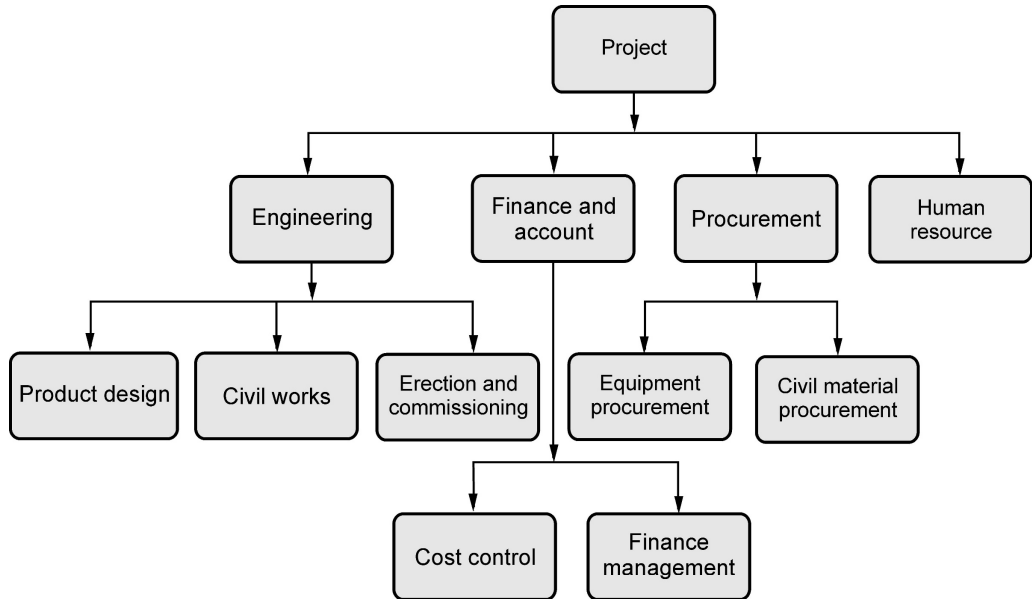 Project
Engineering
Finance and
account
Procurement
Human
resource
Product design
Civil works
Erection and
commissioning
Equipment
procurement
Civil material
procurement
Cost control
Finance
management